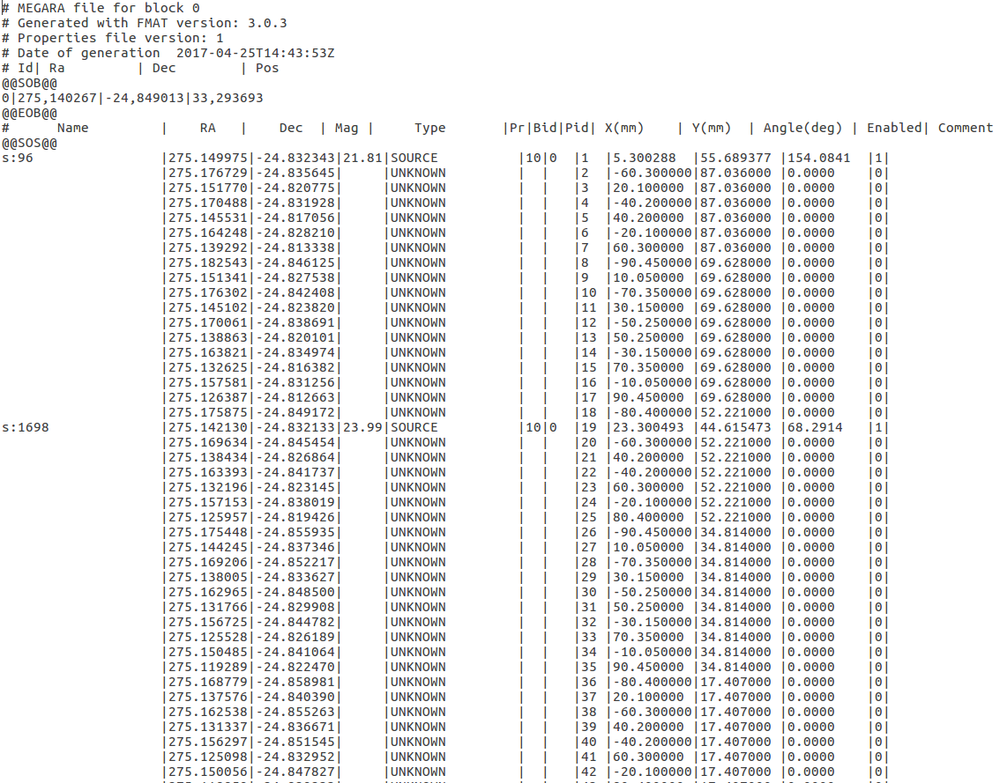 # MEGARA file for block 0
# Generated with FMAT version: 3.0.3
# Properties file version: 1
# Date of generation  2017-04-25T14:43:53Z
# Id| Ra         | Dec        | Pos
@@SOB@@
0|275,140267|-24,849013|33,293693
@@EOB@@
#      Name         |    RA   |    Dec  | Mag |     Type       |Pr|Bid|Pid| X(mm)    | Y(mm)  | Angle(deg) | Enabled| Comment
@@SOS@@
s:96                |275.149975|-24.832343|21.81|SOURCE          |10|0  |1  |5.300288  |55.689377 |154.0841  |1|
                    |275.176729|-24.835645|     |UNKNOWN         |  |   |2  |-60.300000|87.036000 |0.0000    |0|
                    |275.151770|-24.820775|     |UNKNOWN         |  |   |3  |20.100000 |87.036000 |0.0000    |0|
                    |275.170488|-24.831928|     |UNKNOWN         |  |   |4  |-40.200000|87.036000 |0.0000    |0|
                    |275.145531|-24.817056|     |UNKNOWN         |  |   |5  |40.200000 |87.036000 |0.0000    |0|
                    |275.164248|-24.828210|     |UNKNOWN         |  |   |6  |-20.100000|87.036000 |0.0000    |0|
                    |275.139292|-24.813338|     |UNKNOWN         |  |   |7  |60.300000 |87.036000 |0.0000    |0|
                    |275.182543|-24.846125|     |UNKNOWN         |  |   |8  |-90.450000|69.628000 |0.0000    |0|
                    |275.151341|-24.827538|     |UNKNOWN         |  |   |9  |10.050000 |69.628000 |0.0000    |0|
                    |275.176302|-24.842408|     |UNKNOWN         |  |   |10 |-70.350000|69.628000 |0.0000    |0|
                    |275.145102|-24.823820|     |UNKNOWN         |  |   |11 |30.150000 |69.628000 |0.0000    |0|
                    |275.170061|-24.838691|     |UNKNOWN         |  |   |12 |-50.250000|69.628000 |0.0000    |0|
                    |275.138863|-24.820101|     |UNKNOWN         |  |   |13 |50.250000 |69.628000 |0.0000    |0|
                    |275.163821|-24.834974|     |UNKNOWN         |  |   |14 |-30.150000|69.628000 |0.0000    |0|
                    |275.132625|-24.816382|     |UNKNOWN         |  |   |15 |70.350000 |69.628000 |0.0000    |0|
                    |275.157581|-24.831256|     |UNKNOWN         |  |   |16 |-10.050000|69.628000 |0.0000    |0|
                    |275.126387|-24.812663|     |UNKNOWN         |  |   |17 |90.450000 |69.628000 |0.0000    |0|
                    |275.175875|-24.849172|     |UNKNOWN         |  |   |18 |-80.400000|52.221000 |0.0000    |0|
s:1698              |275.142130|-24.832133|23.99|SOURCE          |10|0  |19 |23.300493 |44.615473 |68.2914   |1|
                    |275.169634|-24.845454|     |UNKNOWN         |  |   |20 |-60.300000|52.221000 |0.0000    |0|
                    |275.138434|-24.826864|     |UNKNOWN         |  |   |21 |40.200000 |52.221000 |0.0000    |0|
                    |275.163393|-24.841737|     |UNKNOWN         |  |   |22 |-40.200000|52.221000 |0.0000    |0|
                    |275.132196|-24.823145|     |UNKNOWN         |  |   |23 |60.300000 |52.221000 |0.0000    |0|
                    |275.157153|-24.838019|     |UNKNOWN         |  |   |24 |-20.100000|52.221000 |0.0000    |0|
                    |275.125957|-24.819426|     |UNKNOWN         |  |   |25 |80.400000 |52.221000 |0.0000    |0|
                    |275.175448|-24.855935|     |UNKNOWN         |  |   |26 |-90.450000|34.814000 |0.0000    |0|
                    |275.144245|-24.837346|     |UNKNOWN         |  |   |27 |10.050000 |34.814000 |0.0000    |0|
                    |275.169206|-24.852217|     |UNKNOWN         |  |   |28 |-70.350000|34.814000 |0.0000    |0|
                    |275.138005|-24.833627|     |UNKNOWN         |  |   |29 |30.150000 |34.814000 |0.0000    |0|
                    |275.162965|-24.848500|     |UNKNOWN         |  |   |30 |-50.250000|34.814000 |0.0000    |0|
                    |275.131766|-24.829908|     |UNKNOWN         |  |   |31 |50.250000 |34.814000 |0.0000    |0|
                    |275.156725|-24.844782|     |UNKNOWN         |  |   |32 |-30.150000|34.814000 |0.0000    |0|
                    |275.125528|-24.826189|     |UNKNOWN         |  |   |33 |70.350000 |34.814000 |0.0000    |0|
                    |275.150485|-24.841064|     |UNKNOWN         |  |   |34 |-10.050000|34.814000 |0.0000    |0|
                    |275.119289|-24.822470|     |UNKNOWN         |  |   |35 |90.450000 |34.814000 |0.0000    |0|
                    |275.168779|-24.858981|     |UNKNOWN         |  |   |36 |-80.400000|17.407000 |0.0000    |0|
                    |275.137576|-24.840390|     |UNKNOWN         |  |   |37 |20.100000 |17.407000 |0.0000    |0|
                    |275.162538|-24.855263|     |UNKNOWN         |  |   |38 |-60.300000|17.407000 |0.0000    |0|
                    |275.131337|-24.836671|     |UNKNOWN         |  |   |39 |40.200000 |17.407000 |0.0000    |0|
                    |275.156297|-24.851545|     |UNKNOWN         |  |   |40 |-40.200000|17.407000 |0.0000    |0|
                    |275.125098|-24.832952|     |UNKNOWN         |  |   |41 |60.300000 |17.407000 |0.0000    |0|
                    |275.150056|-24.847827|     |UNKNOWN         |  |   |42 |-20.100000|17.407000 |0.0000    |0|